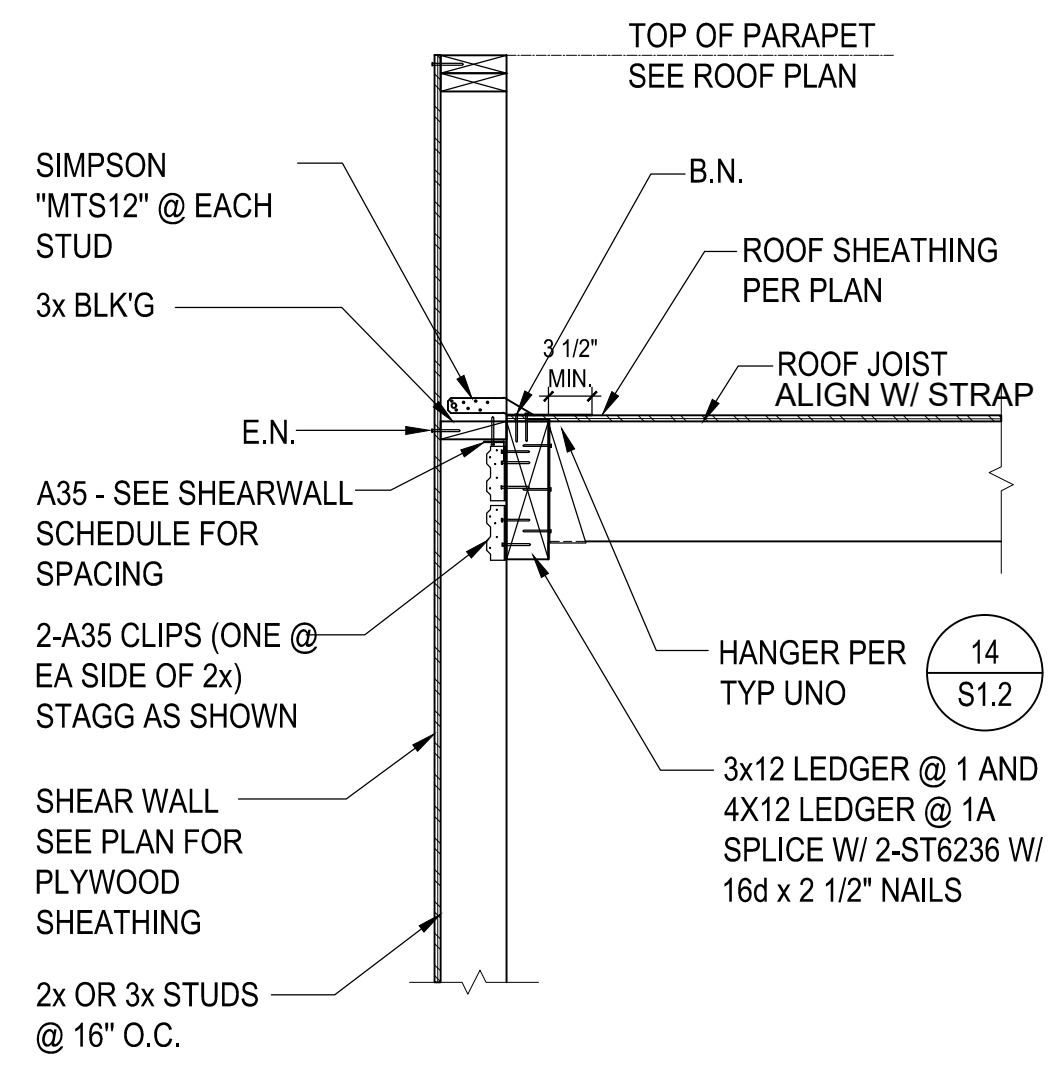 TOP OF PARAPET
SEE ROOF PLAN
SIMPSON
"MTS12" @ EACH
STUD
B.N.
3x BLK'G
ROOF SHEATHING
PER PLAN
3 1/2"
MIN.
ROOF JOIST
ALIGN W/ STRAP
E.N.
A35 - SEE SHEARWALL
SCHEDULE FOR
SPACING
2-A35 CLIPS (ONE @
EA SIDE OF 2x)
STAGG AS SHOWN
HANGER PER
TYP UNO
14
S1.2
SHEAR WALL
SEE PLAN FOR
PLYWOOD
SHEATHING
3x12 LEDGER @ 1 AND
4X12 LEDGER @ 1A
SPLICE W/ 2-ST6236 W/
16d x 2 1/2" NAILS
2x OR 3x STUDS
@ 16" O.C.